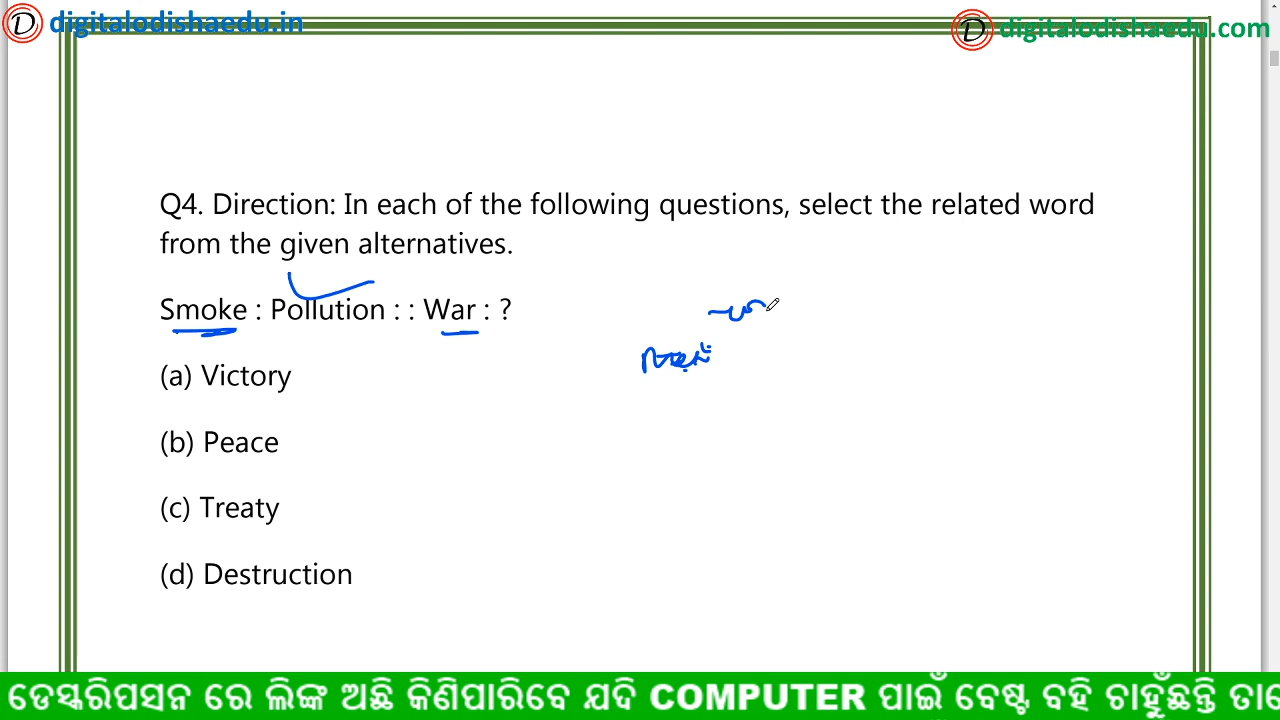 digitalodishaedu.in
digitalodishaedu.com
Q4. Direction: In each of the following questions, select the related word
from the given alternatives.
Smoke : Pollution : : War : ?
(a) Victory
(b) Peace
(c) Treaty
(d) Destruction
ଡେସ୍କରିପସନ ରେ ଲିଙ୍କ ଅଛି କିଣିପାରିବେ ଯଦି COMPUTER ପାଇଁ ବେଷ୍ଟ ବହି ଚାହୁଁଛନ୍ତି